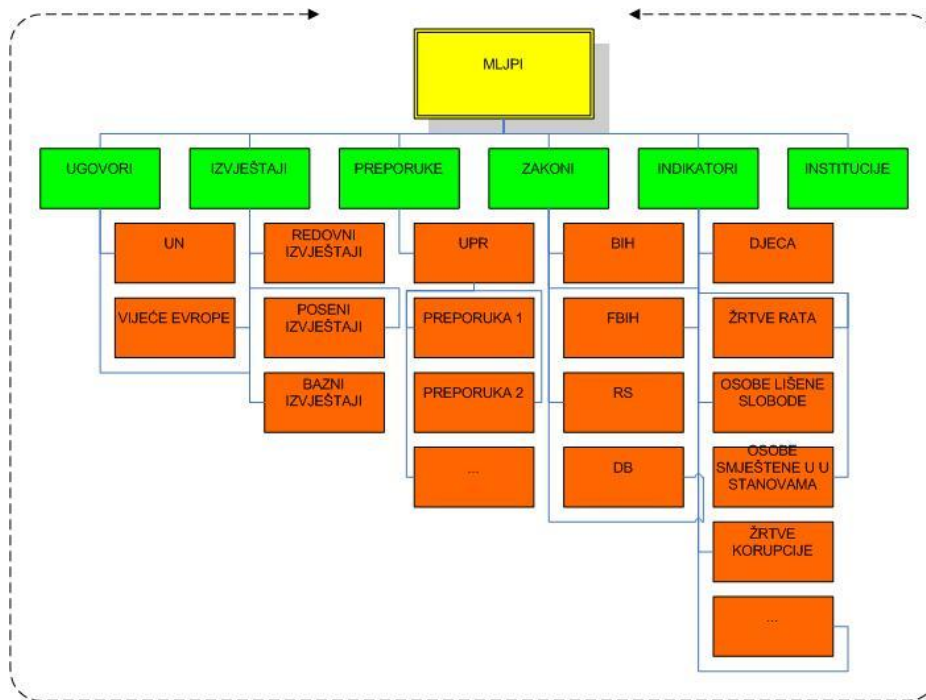 MLJPI
UGOVORI
IZVJEŠTAJI
PREPORUKE
ZAKONI
INDIKATORI
INSTITUCIJE
UN
VIJEĆE EVROPE
REDOVNI
IZVJEŠTAJI
POSENI
IZVJEŠTAJI
BAZNI
IZVJEŠTAJI
UPR
PREPORUKA 1
PREPORUKA 2
...
BIH
FBIH
RS
DB
DJECA
ŽRTVE RATA
OSOBE LIŠENE
SLOBODE
OSOBE
SMJEŠTENE U U
STANOVAMA
ŽRTVE
KORUPCIJE
...